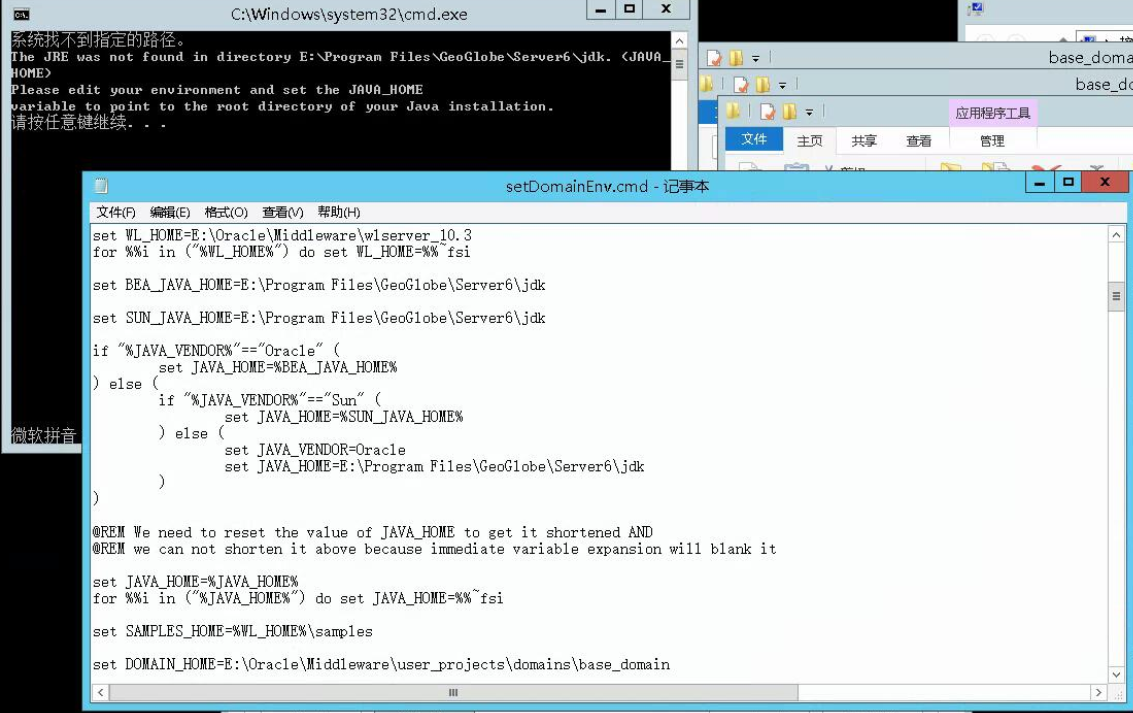 C:\Windows\system32\cmd.exe
系统找不到指定的路径。
The JRE was not found in directory E:\Program Files\GeoGlobe\Server6\jdk. (JAVA_
HOME)
Please edit your environment and set the JAVA_HOME
variable to point to the root directory of your Java installation.
请按任意键继续. . .
微软拼音
base_doma
base_do
应用程序工具
文件 主页 共享 查看 管理
setDomainEnv.cmd - 记事本
文件(F) 编辑(E) 格式(O) 查看(V) 帮助(H)
set WL_HOME=E:\Oracle\Middleware\wlserver_10.3
for %%i in ("%WL_HOME%") do set WL_HOME=%%~fsi
set BEA_JAVA_HOME=E:\Program Files\GeoGlobe\Server6\jdk
set SUN_JAVA_HOME=E:\Program Files\GeoGlobe\Server6\jdk
if "%JAVA_VENDOR%"=="Oracle" (
set JAVA_HOME=%BEA_JAVA_HOME%
) else (
if "%JAVA_VENDOR%"=="Sun" (
set JAVA_HOME=%SUN_JAVA_HOME%
) else (
set JAVA_VENDOR=Oracle
set JAVA_HOME=E:\Program Files\GeoGlobe\Server6\jdk
)
)
@REM We need to reset the value of JAVA_HOME to get it shortened AND
@REM we can not shorten it above because immediate variable expansion will blank it
set JAVA_HOME=%JAVA_HOME%
for %%i in ("%JAVA_HOME%") do set JAVA_HOME=%%~fsi
set SAMPLES_HOME=%WL_HOME%\samples
set DOMAIN_HOME=E:\Oracle\Middleware\user_projects\domains\base_domain